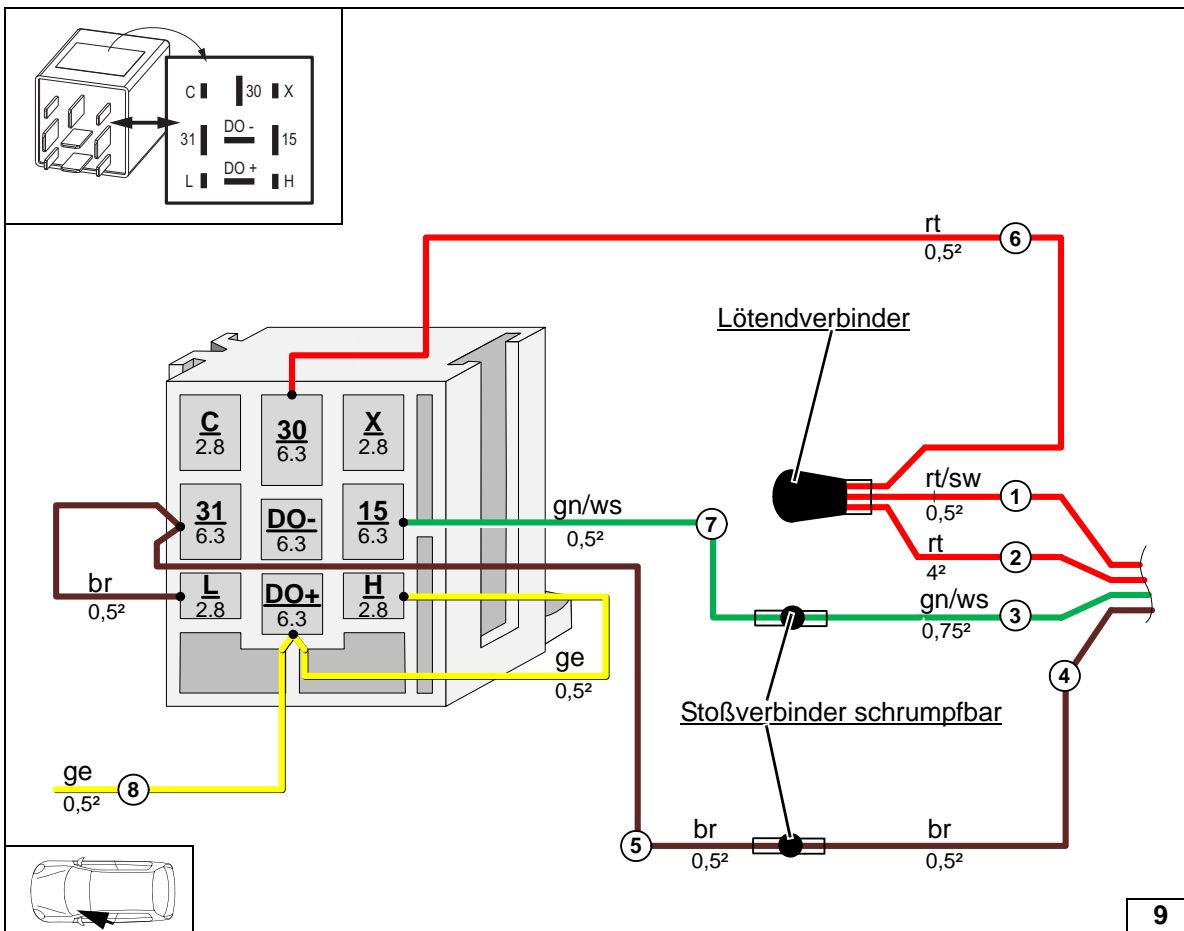 C 30 X
31 DO - 15
DO +
L H
rt
0,5²
6
Lötendverbinder
C
2.8
30
6.3
X
2.8
rt/sw
0,5²
1
31
6.3
DO-
6.3
15
6.3
gn/ws
0,5²
7
rt
4²
2
br
0,5²
L
2.8
DO+
6.3
H
2.8
gn/ws
0,75²
3
ge
0,5²
4
Stoßverbinder schrumpfbar
ge
0,5²
8
5
br
0,5²
br
0,5²
9